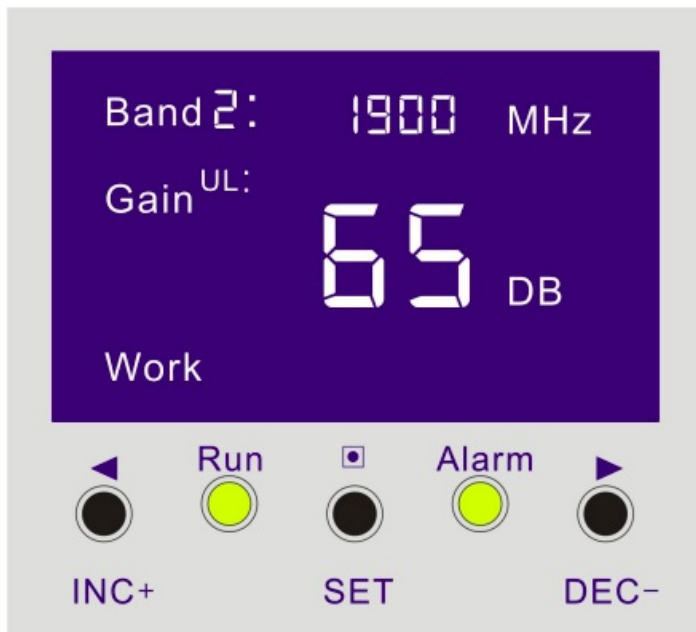 Band 2: 1900 MHz
Gain UL:
65 DB
Work
Run Alarm
INC+ SET DEC-